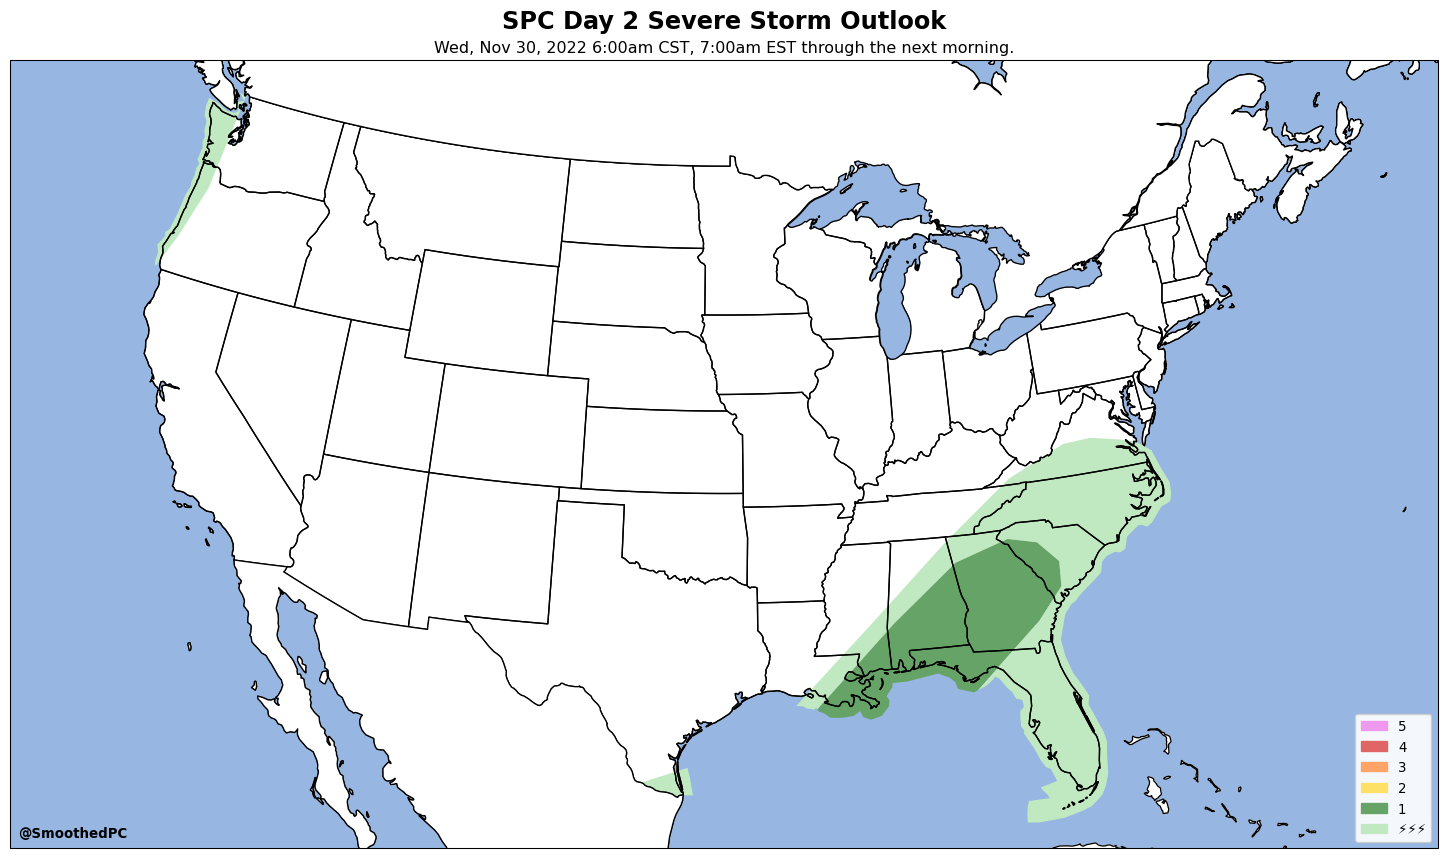 SPC Day 2 Severe Storm Outlook
Wed, Nov 30, 2022 6:00am CST, 7:00am EST through the next morning.
5
4
3
2
1
⚡⚡⚡
@SmoothedPC